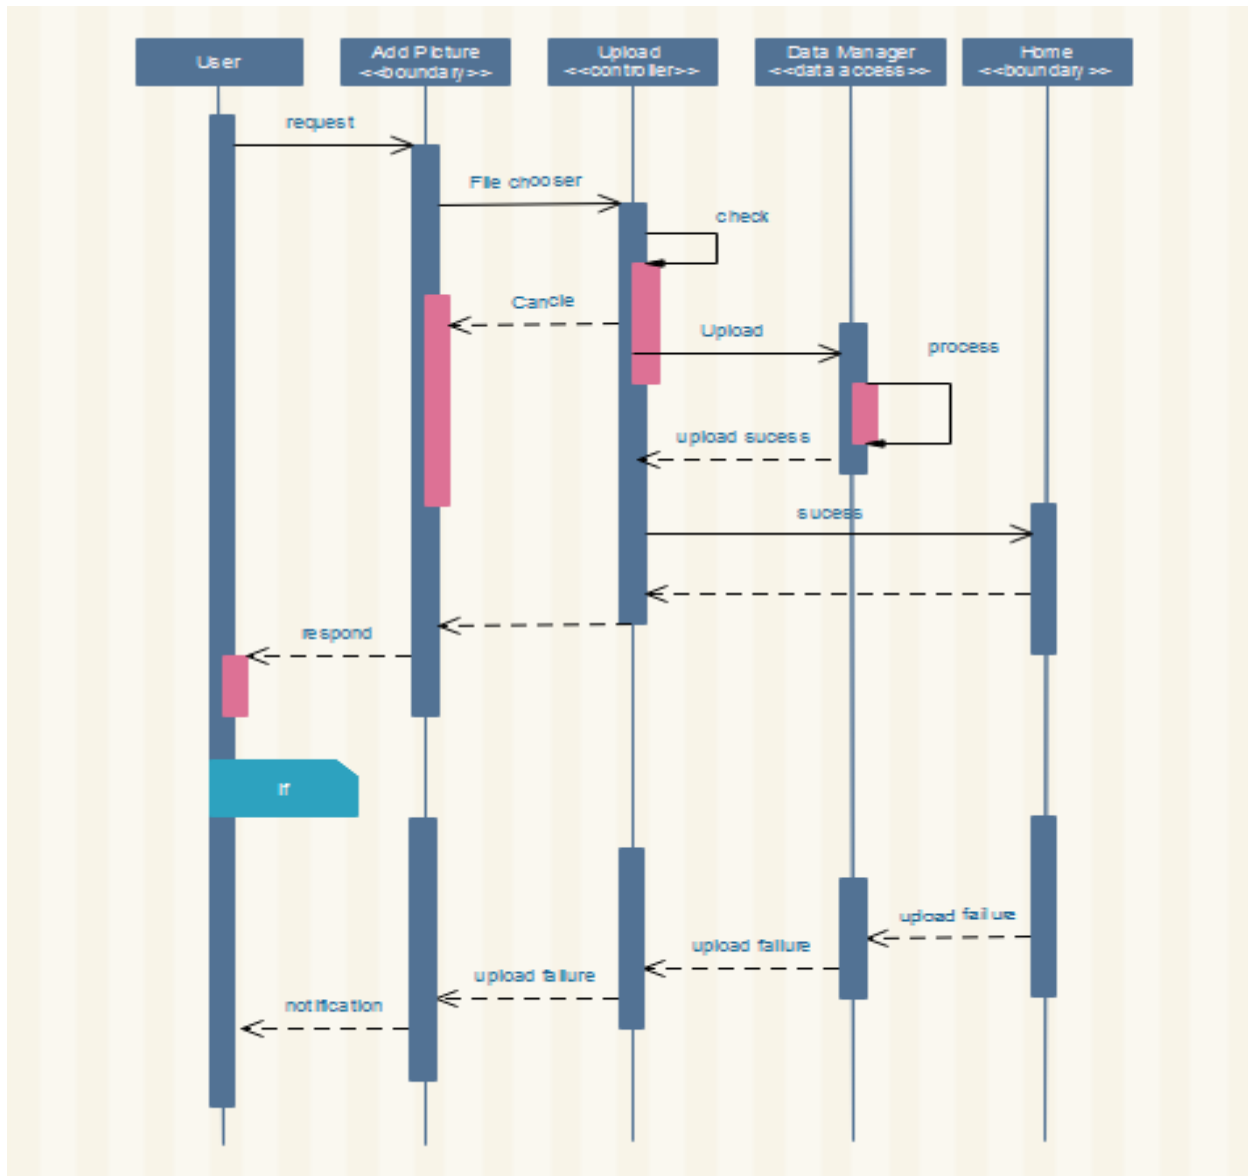 User
Add Picture
<<boundary>>
Upload
<<controller>>
Data Manager
<<data access>>
Home
<<boundary>>
request
File chooser
check
Cancle
Upload
process
upload sucess
sucess
respond
If
upload failure
upload failure
upload failure
notification